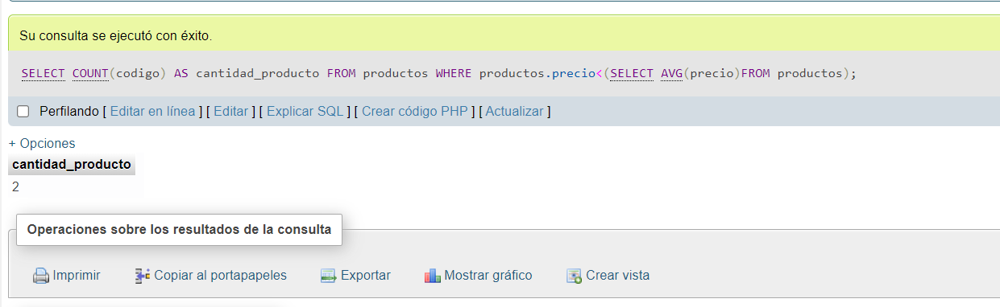 Su consulta se ejecutó con éxito.
SELECT COUNT(codigo) AS cantidad_producto FROM productos WHERE productos.precio<(SELECT AVG(precio)FROM productos);
Perfilando [ Editar en línea ] [ Editar ] [ Explicar SQL ] [ Crear código PHP ] [ Actualizar ]
+ Opciones
cantidad_producto
2
Operaciones sobre los resultados de la consulta
Imprimir Copiar al portapapeles Exportar Mostrar gráfico Crear vista